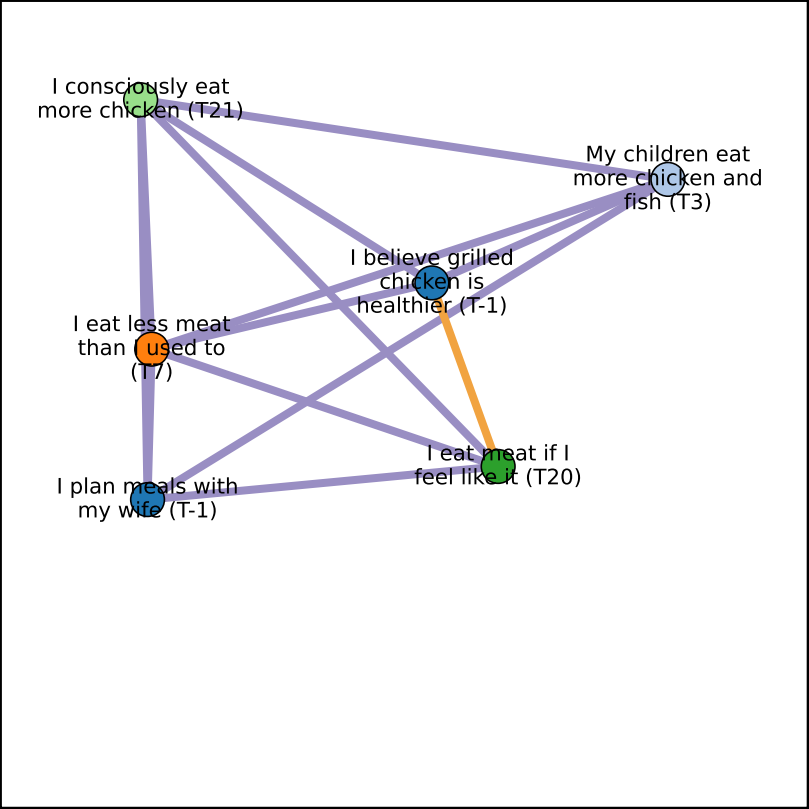 I consciously eat
more chicken (T21)
My children eat
more chicken and
fish (T3)
I believe grilled
chicken is
healthier (T-1)
I eat less meat
than I used to
(T7)
I eat meat if I
feel like it (T20)
I plan meals with
my wife (T-1)